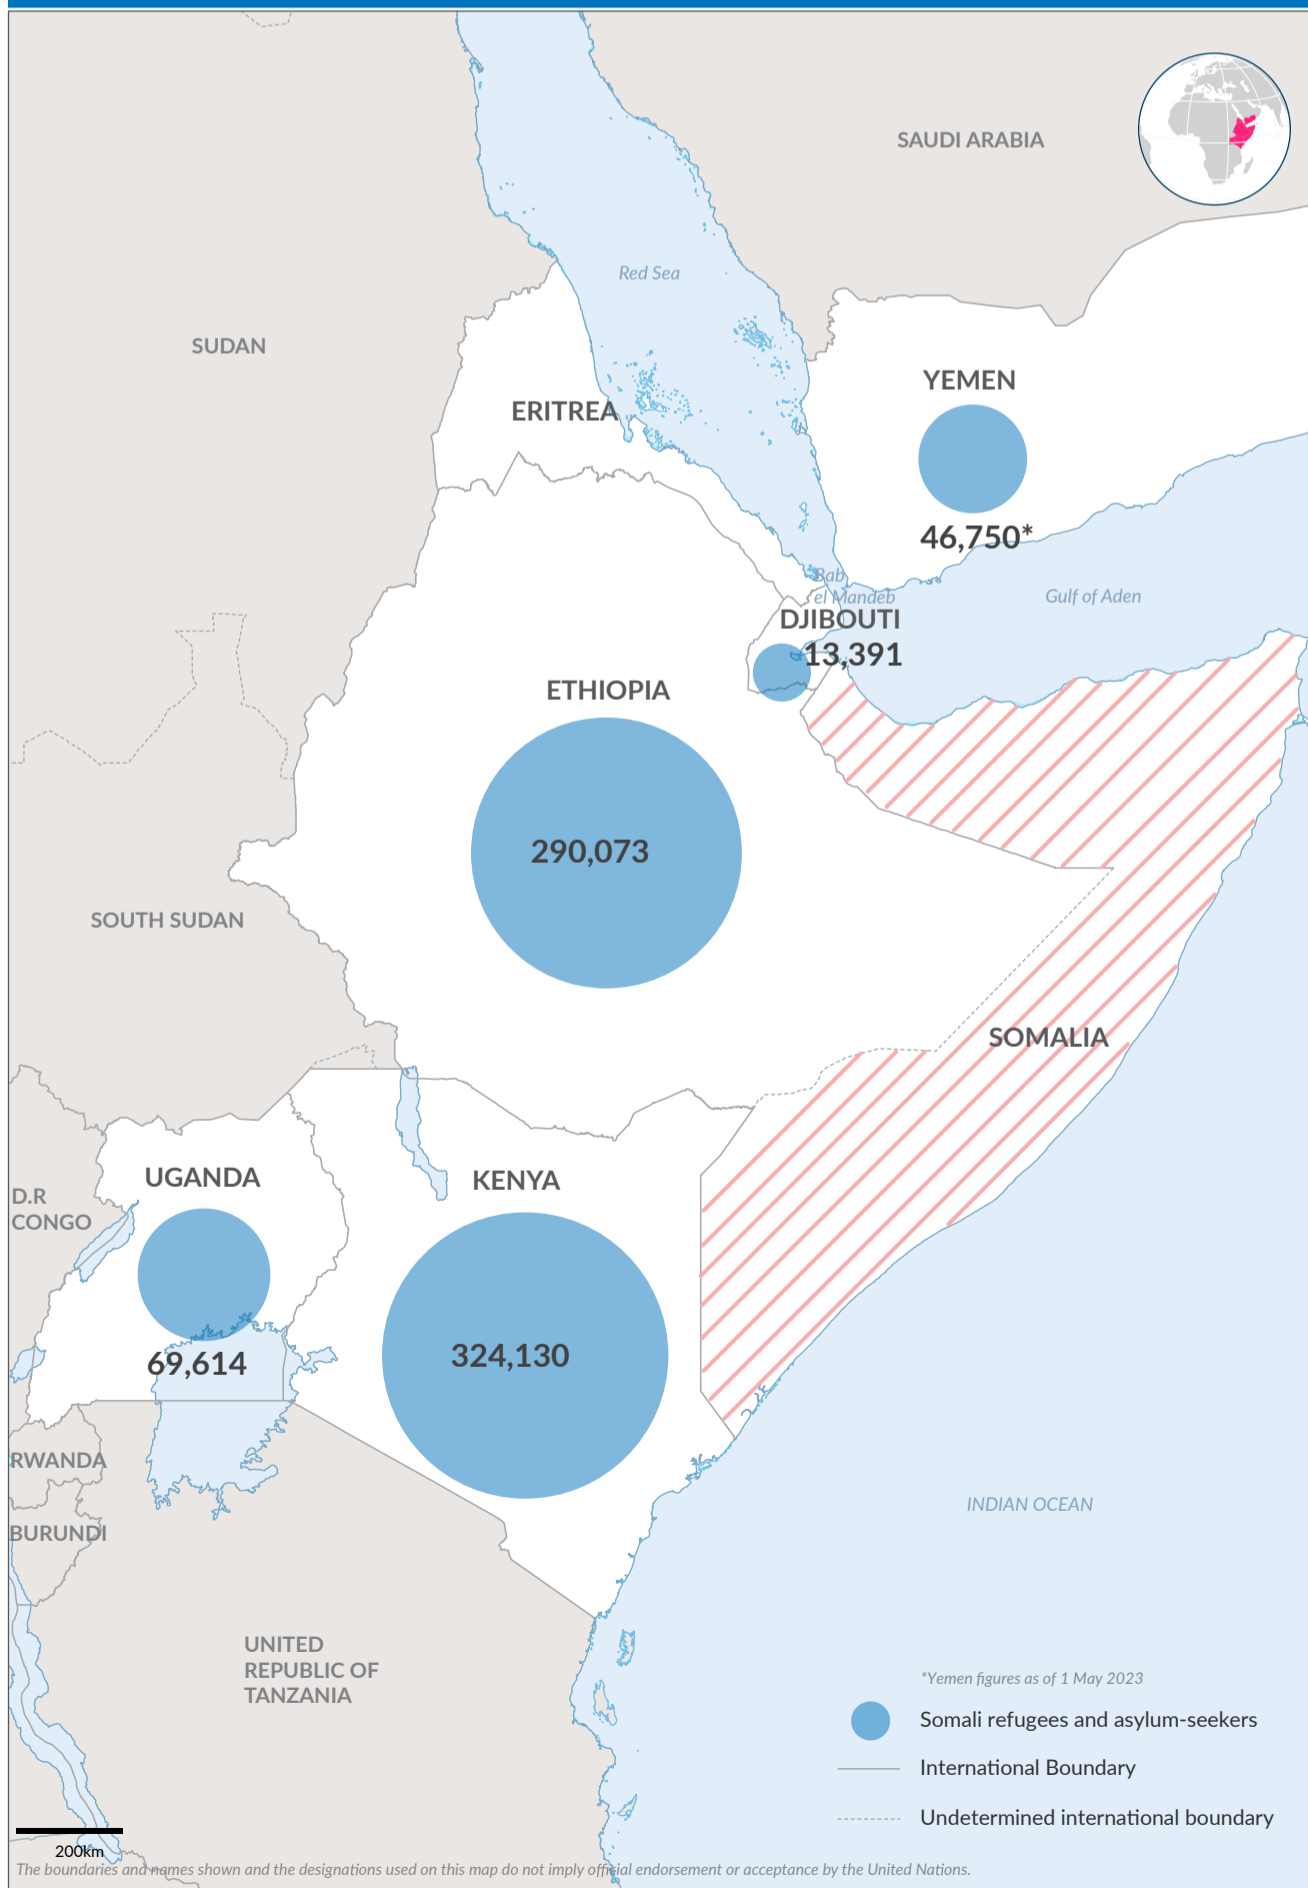 SAUDI ARABIA
Red Sea
SUDAN
YEMEN
ERITREA
46,750*
Bab
el Mandeb
Gulf of Aden
DJIBOUTI
13,391
ETHIOPIA
290,073
SOUTH SUDAN
SOMALIA
UGANDA
KENYA
D.R
CONGO
69,614
324,130
RWANDA
INDIAN OCEAN
BURUNDI
UNITED
REPUBLIC OF
TANZANIA
*Yemen figures as of 1 May 2023
Somali refugees and asylum-seekers
International Boundary
Undetermined international boundary
200km
The boundaries and names shown and the designations used on this map do not imply official endorsement or acceptance by the United Nations.